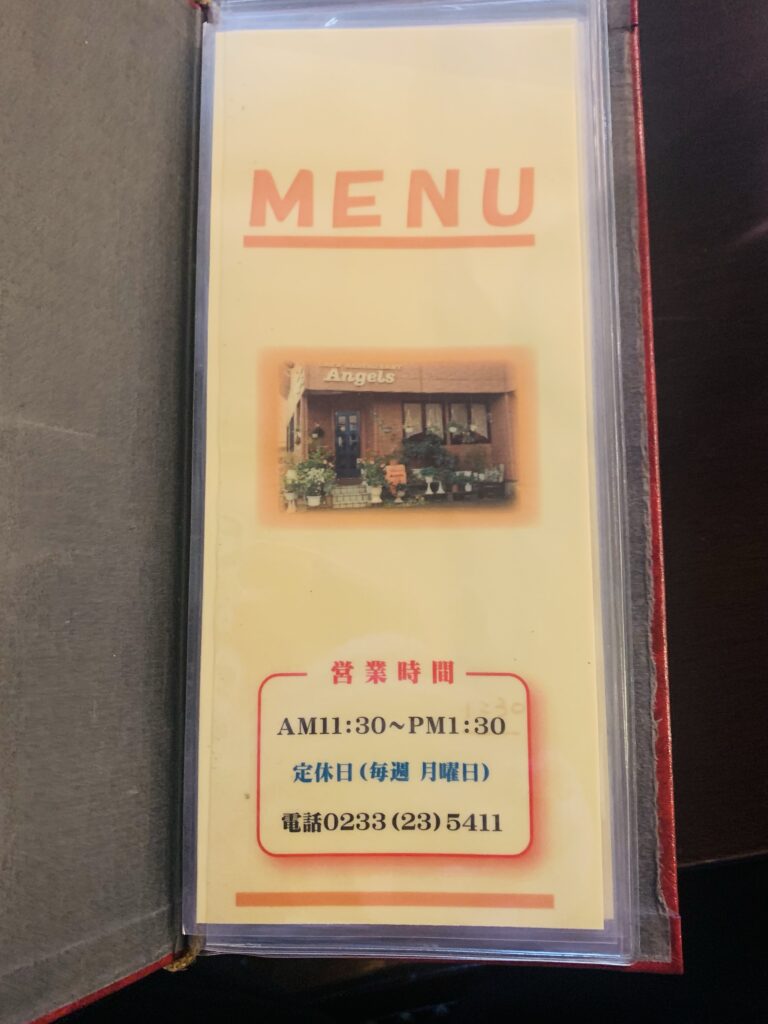 MENU
Angels
営業時間
AM11:30～PM1:30
定休日(毎週 月曜日)
電話0233(23)5411